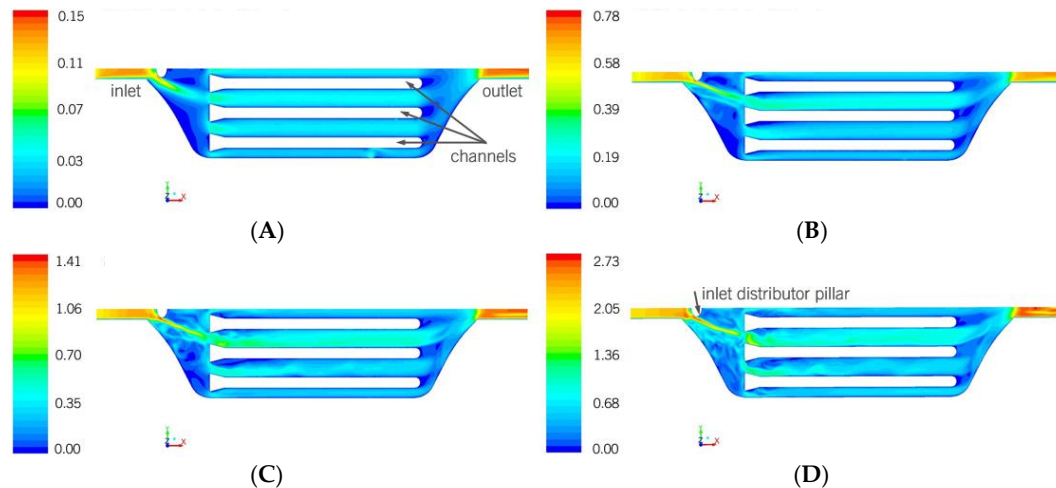 0.15
0.11
0.07
0.03
0.00
inlet
outlet
channels
Y
Z
X
(A)
0.78
0.58
0.39
0.19
0.00
Y
Z
X
(B)
1.41
1.06
0.70
0.35
0.00
Y
Z
X
(C)
2.73
2.05
1.36
0.68
0.00
inlet distributor pillar
Y
Z
X
(D)